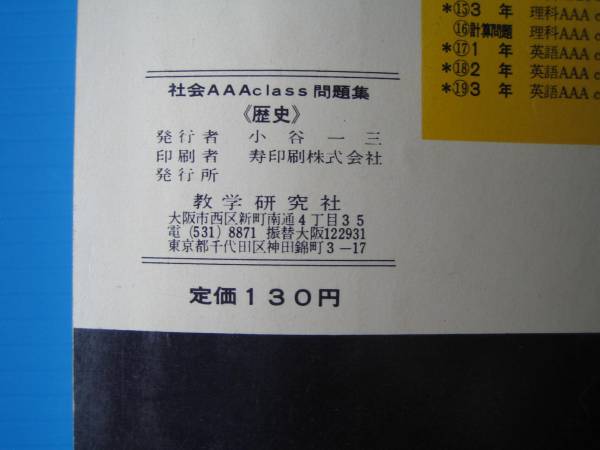 *⑮3 年 理科AAA c
⑯計算問題 理科AAA c
*⑰1 年 英語AAA c
*⑱2 年 英語AAA c
*⑲3 年 英語AAA c
社会AAAclass問題集
《歴史》
発行者 小谷一三
印刷者 寿印刷株式会社
発行所
教学研究社
大阪市西区新町南通4丁目35
電(531)8871 振替大阪122931
東京都千代田区神田錦町3-17
定価130円